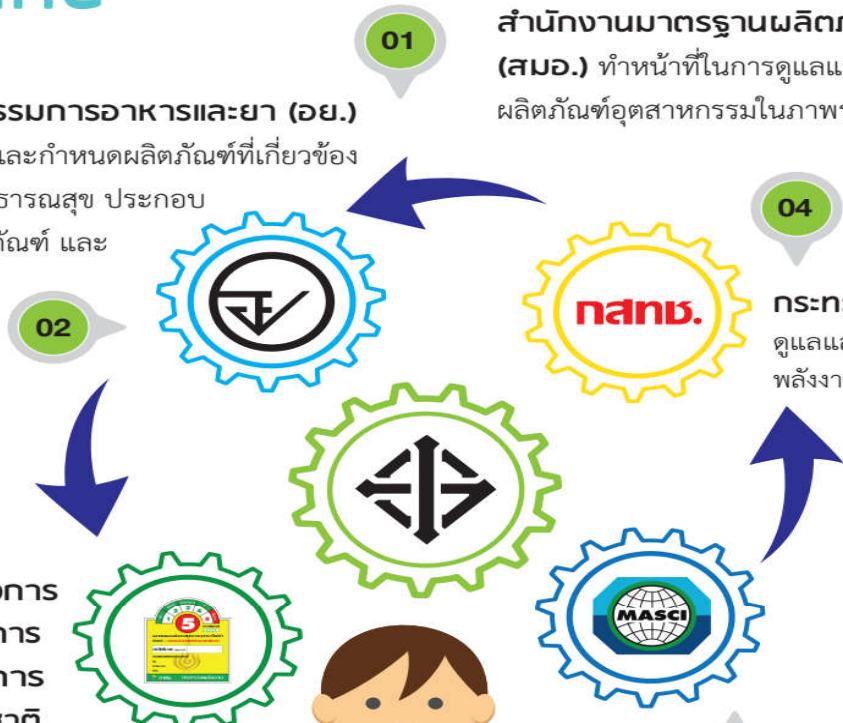 01
สำนักงานมาตรฐานผลิตภ
(สมอ.) ทำหน้าที่ในการดูแลแ
ผลิตภัณฑ์อุตสาหกรรมในภาพร
รรมการอาหารและยา (อย.)
และกำหนดผลิตภัณฑ์ที่เกี่ยวข้อง
ธารณสุข ประกอบ
ภัณฑ์ และ
02
04
กระทร
ดูแลแล
พลังงา
กสทช.
5
MASCI
การ
การ
การ
ชาติ